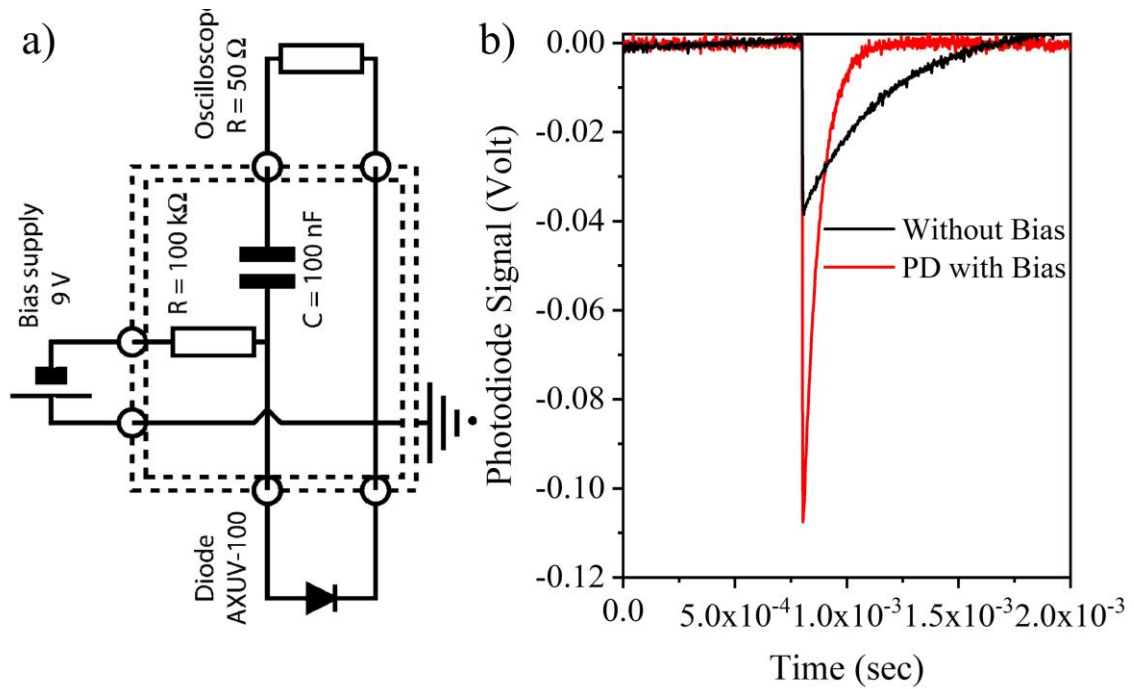 a)
Oscilloscope
R = 50 Ω
Bias supply
9 V
R = 100 kΩ
C = 100 nF
Diode
AXUV-100
b)
0.00
-0.02
-0.04
-0.06
-0.08
-0.10
-0.12
Photodiode Signal (Volt)
Without Bias
PD with Bias
0.0
5.0x10⁻⁴
1.0x10⁻³
1.5x10⁻³
2.0x10⁻³
Time (sec)